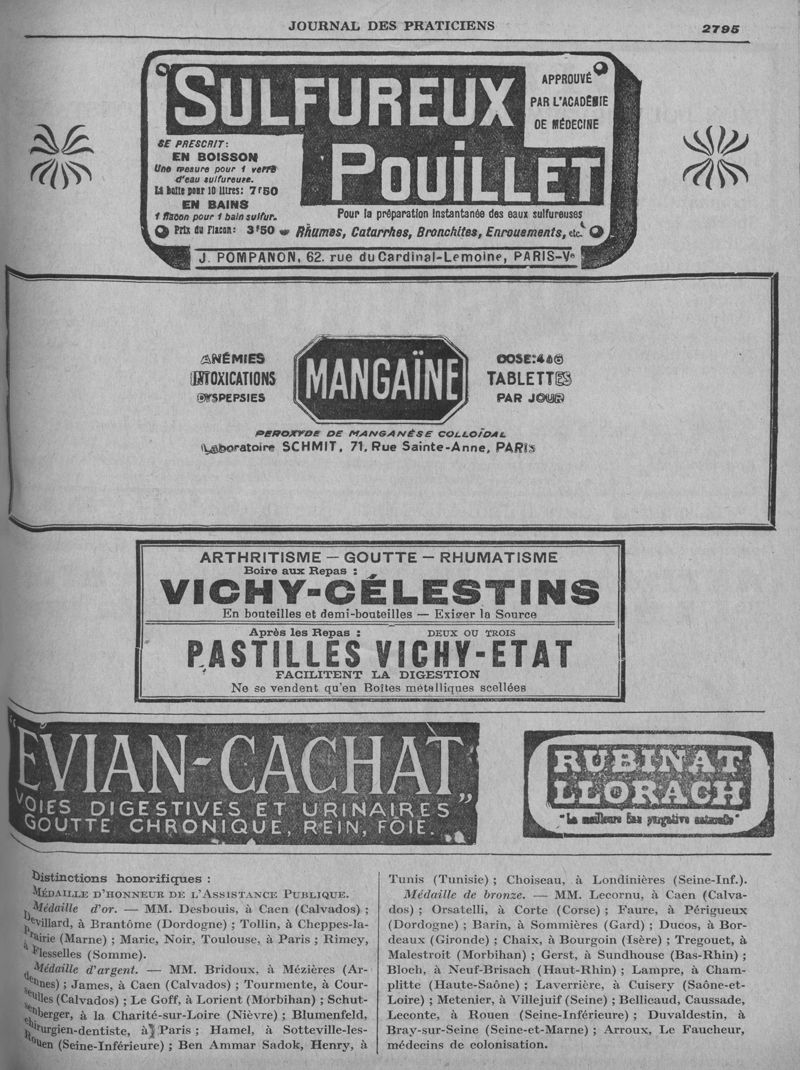 JOURNAL DES PRATICIENS
2795
SULFUREUX
POUILLET
APPROUVÉ
PAR L'ACADÉMIE
DE MÉDECINE
SE PRESCRIT:
EN BOISSON
Une mesure pour 1 verre
d'eau sulfureuse.
La boîte pour 10 litres: 7f50
EN BAINS
1 flacon pour 1 bain sulfur.
Prix du Flacon: 3f50
Pour la préparation instantanée des eaux sulfureuses
Rhumes, Catarrhes, Bronchites, Enrouements, etc.
J. POMPANON, 62. rue du Cardinal-Lemoine, PARIS-Ve
ANÉMIES
INTOXICATIONS
DYSPEPSIES
MANGAÏNE
DOSE: 4 à 6
TABLETTES
PAR JOUR
PEROXYDE DE MANGANÈSE COLLOÏDAL
Laboratoire SCHMIT, 71, Rue Sainte-Anne, PARIS
ARTHRITISME — GOUTTE — RHUMATISME
Boire aux Repas :
VICHY-CÉLESTINS
En bouteilles et demi-bouteilles — Exiger la Source
Après les Repas : DEUX OU TROIS
PASTILLES VICHY-ETAT
FACILITENT LA DIGESTION
Ne se vendent qu'en Boîtes métalliques scellées
"ÉVIAN-CACHAT"
VOIES DIGESTIVES ET URINAIRES
GOUTTE CHRONIQUE, REIN, FOIE.
RUBINAT
LLORACH
"La meilleure Eau purgative naturelle"
Distinctions honorifiques :
MÉDAILLE D'HONNEUR DE L'ASSISTANCE PUBLIQUE.
Médaille d'or. — MM. Desbouis, à Caen (Calvados) ;
Devillard, à Brantôme (Dordogne) ; Tollin, à Cheppes-la-
Prairie (Marne) ; Marie, Noir, Toulouse, à Paris ; Rimey,
à Flesselles (Somme).
Médaille d'argent. — MM. Bridoux, à Mézières (Ar-
dennes) ; James, à Caen (Calvados) ; Tourmente, à Cour-
seulles (Calvados) ; Le Goff, à Lorient (Morbihan) ; Schut-
senberger, à la Charité-sur-Loire (Nièvre) ; Blumenfeld,
chirurgien-dentiste, à Paris ; Hamel, à Sotteville-les-
Rouen (Seine-Inférieure) ; Ben Ammar Sadok, Henry, à
Tunis (Tunisie) ; Choiseau, à Londinières (Seine-Inf.).
Médaille de bronze. — MM. Lecornu, à Caen (Calva-
dos) ; Orsatelli, à Corte (Corse) ; Faure, à Périgueux
(Dordogne) ; Barin, à Sommières (Gard) ; Ducos, à Bor-
deaux (Gironde) ; Chaix, à Bourgoin (Isère) ; Tregouet, à
Malestroit (Morbihan) ; Gerst, à Sundhouse (Bas-Rhin) ;
Bloch, à Neuf-Brisach (Haut-Rhin) ; Lampre, à Cham-
plitte (Haute-Saône) ; Laverrière, à Cuisery (Saône-et-
Loire) ; Metenier, à Villejuif (Seine) ; Bellicaud, Caussade,
Leconte, à Rouen (Seine-Inférieure) ; Duvaldestin, à
Bray-sur-Seine (Seine-et-Marne) ; Arroux, Le Faucheur,
médecins de colonisation.